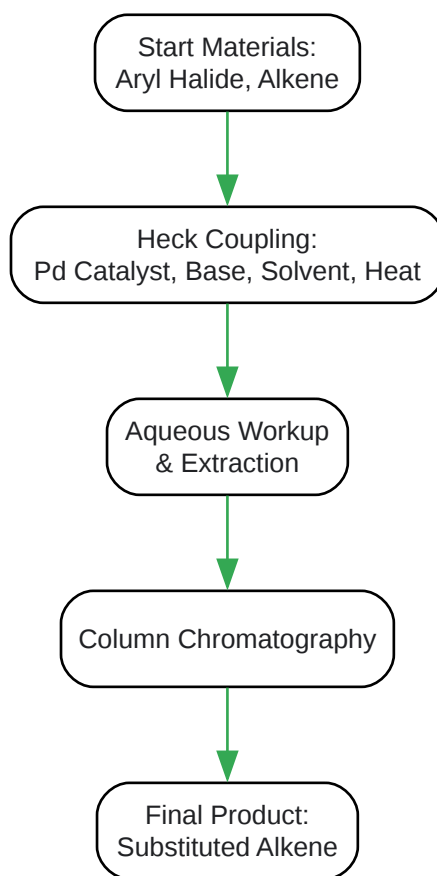 Start Materials:
Aryl Halide, Alkene
Heck Coupling:
Pd Catalyst, Base, Solvent, Heat
Aqueous Workup
& Extraction
Column Chromatography
Final Product:
Substituted Alkene